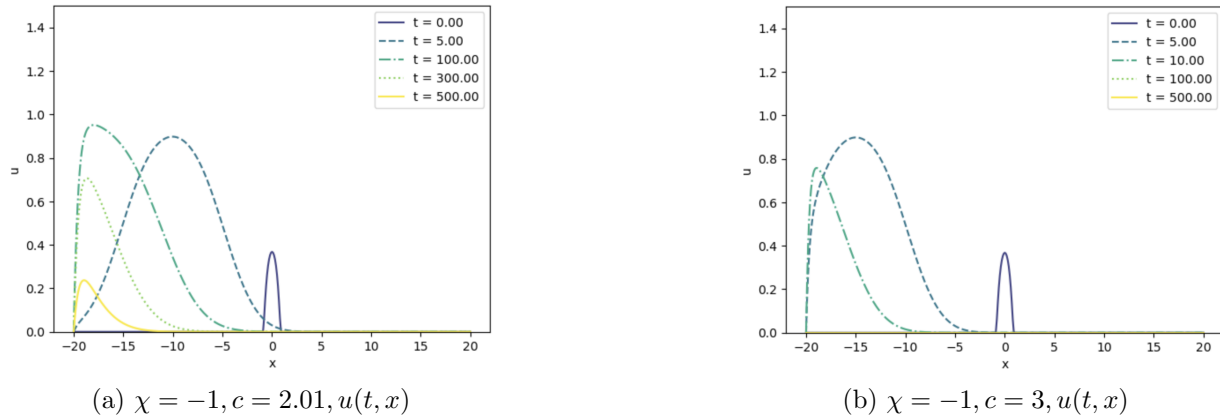 1.4
1.2
1.0
0.8
0.6
0.4
0.2
0.0
u
−20 −15 −10 −5 0 5 10 15 20
x
t = 0.00
t = 5.00
t = 100.00
t = 300.00
t = 500.00
(a) χ = −1, c = 2.01, u(t, x)
1.4
1.2
1.0
0.8
0.6
0.4
0.2
0.0
u
−20 −15 −10 −5 0 5 10 15 20
x
t = 0.00
t = 5.00
t = 10.00
t = 100.00
t = 500.00
(b) χ = −1, c = 3, u(t, x)